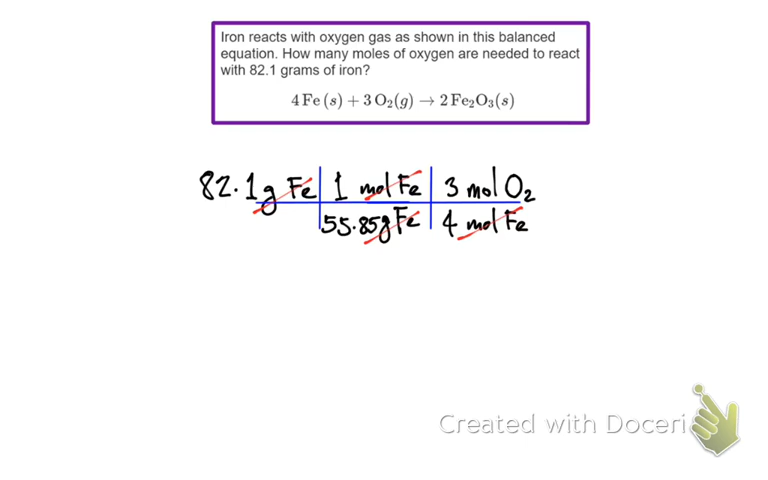 Iron reacts with oxygen gas as shown in this balanced
equation. How many moles of oxygen are needed to react
with 82.1 grams of iron?
4 Fe (s) + 3 O₂(g) → 2 Fe₂O₃(s)
82.1g Fe | 1 mol Fe | 3 mol O₂
55.85g Fe | 4 mol Fe
Created with Doceri